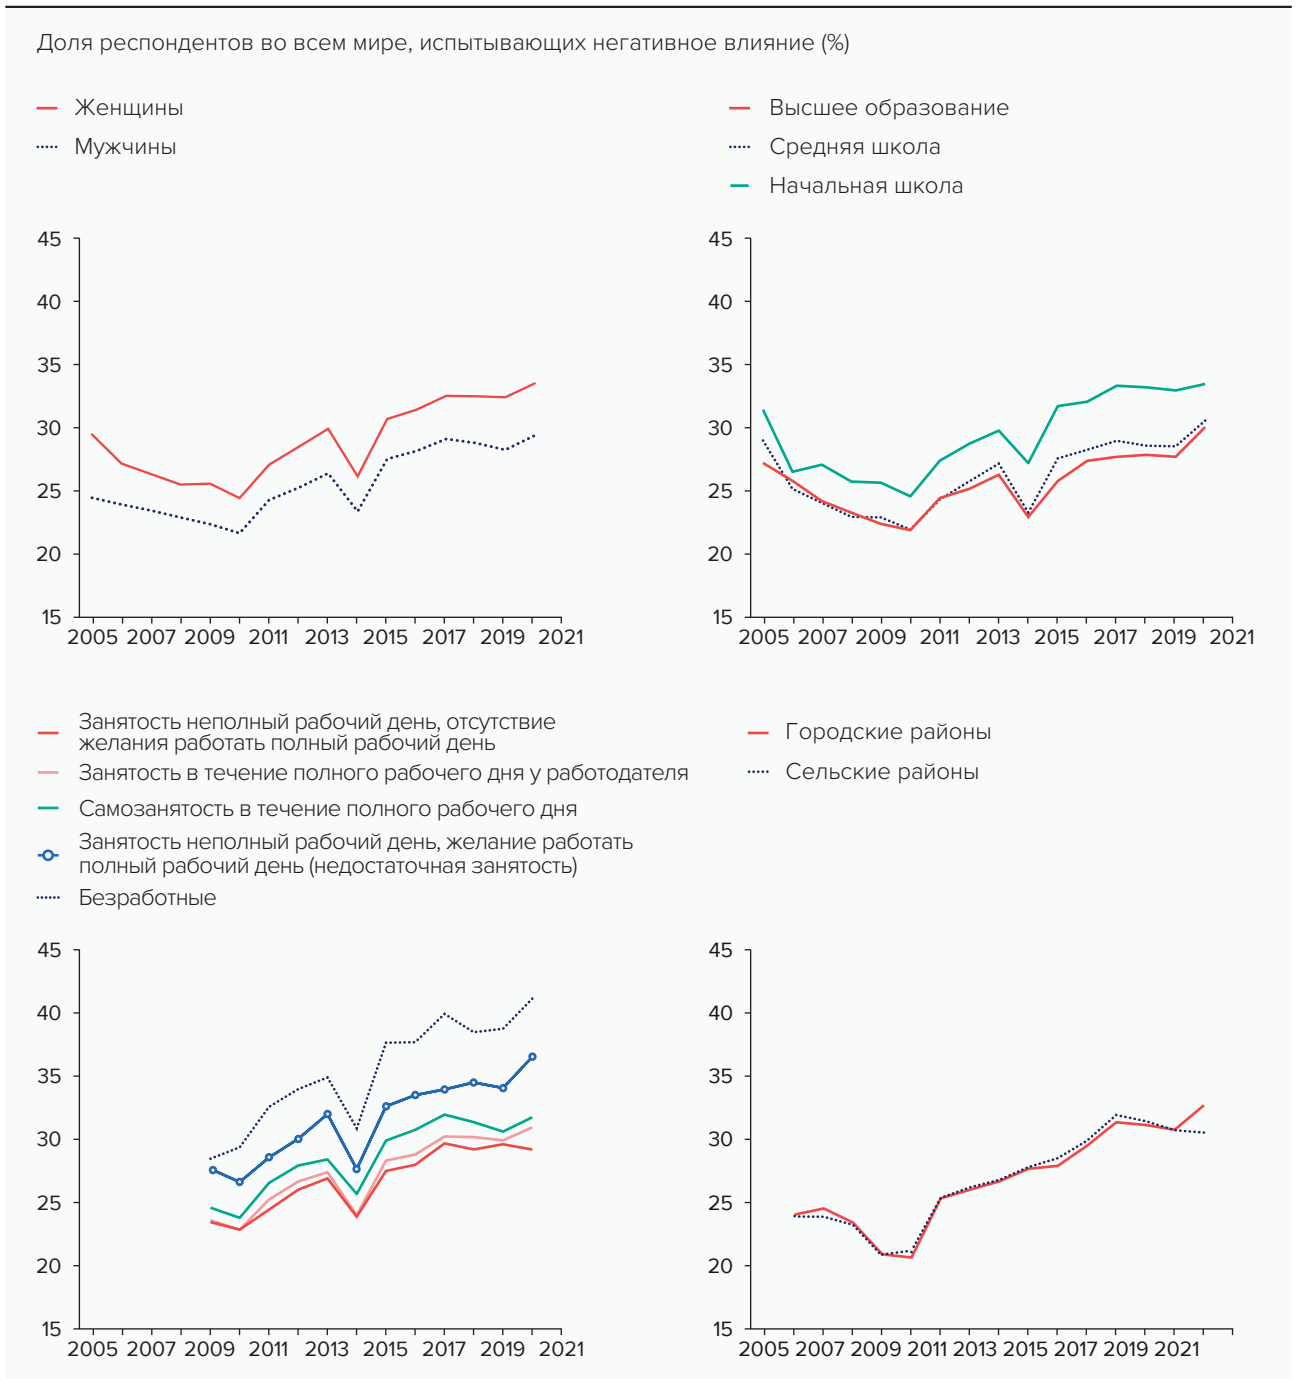 Доля респондентов во всем мире, испытывающих негативное влияние (%)
Женщины
Мужчины
45
40
35
30
25
20
15
2005 2007 2009 2011 2013 2015 2017 2019 2021
Высшее образование
Средняя школа
Начальная школа
45
40
35
30
25
20
15
2005 2007 2009 2011 2013 2015 2017 2019 2021
Занятость неполный рабочий день, отсутствие
желания работать полный рабочий день
Занятость в течение полного рабочего дня у работодателя
Самозанятость в течение полного рабочего дня
Занятость неполный рабочий день, желание работать
полный рабочий день (недостаточная занятость)
Безработные
45
40
35
30
25
20
15
2005 2007 2009 2011 2013 2015 2017 2019 2021
Городские районы
Сельские районы
45
40
35
30
25
20
15
2005 2007 2009 2011 2013 2015 2017 2019 2021